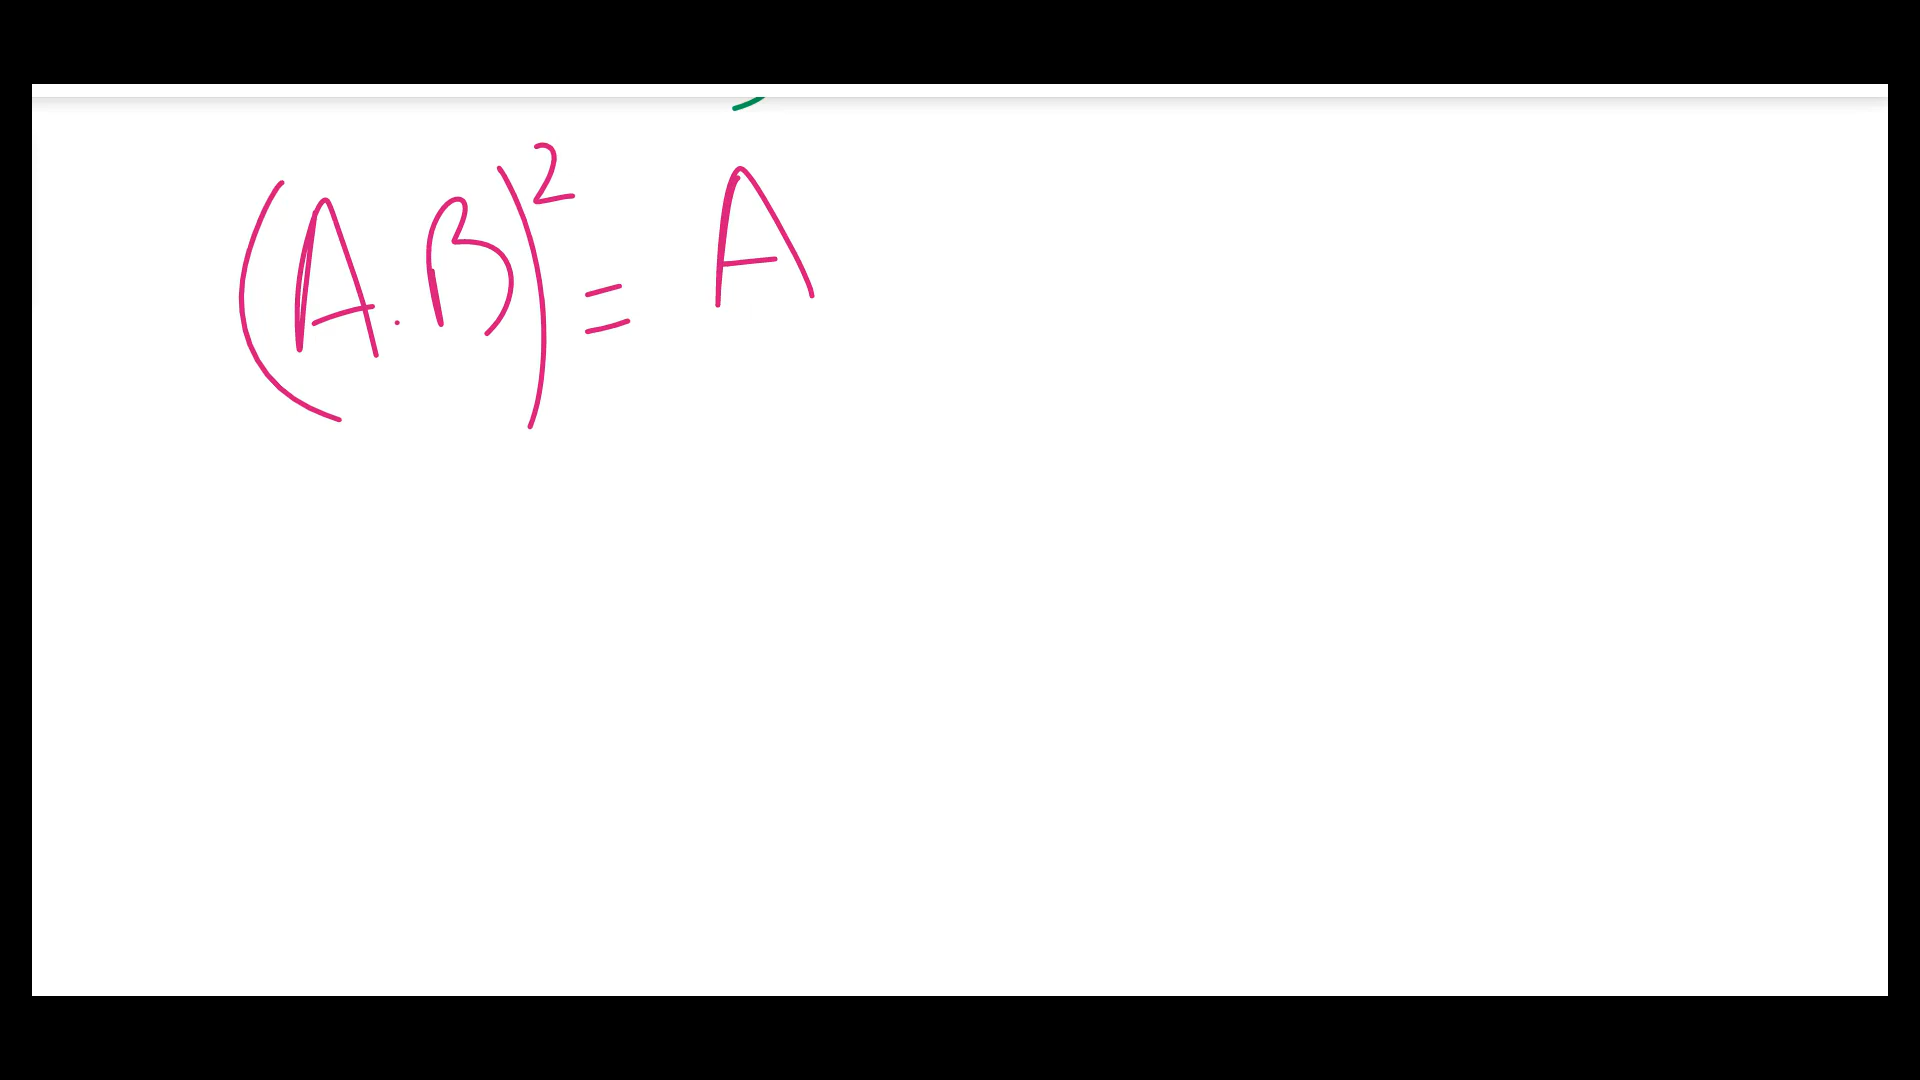 (A.B)² = A